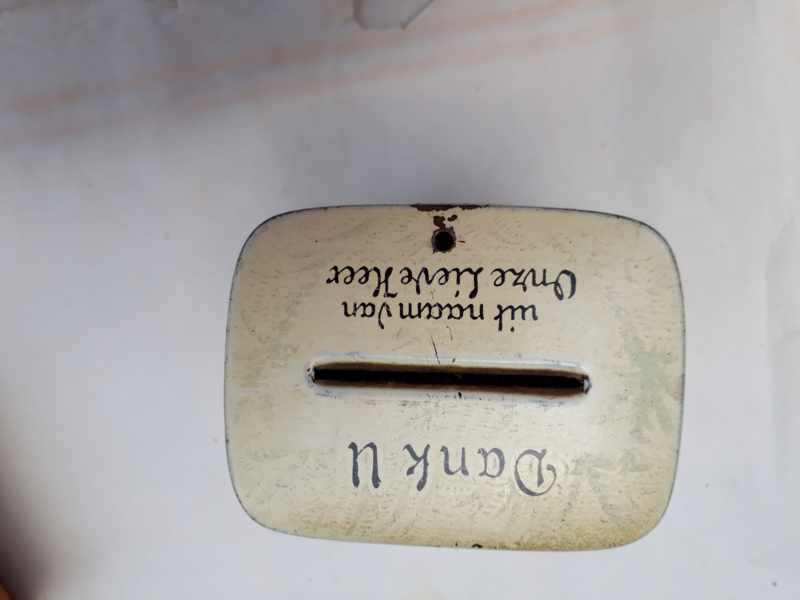 Dank U
uit naam van
Onze Lieve Heer